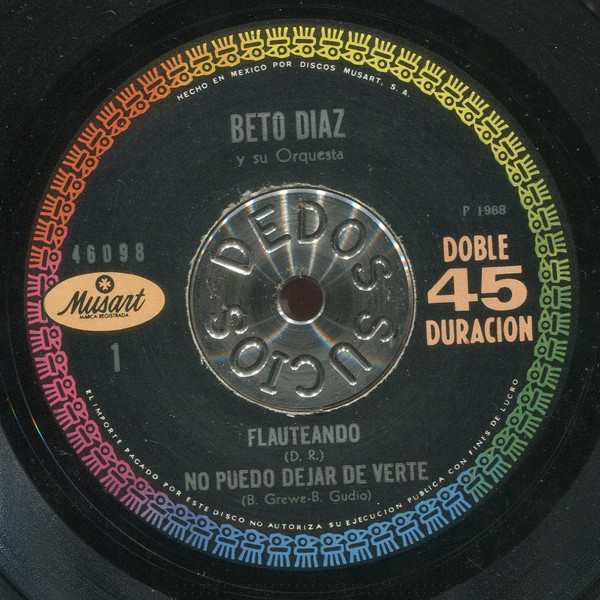 HECHO EN MEXICO POR DISCOS MUSART, S. A.
BETO DIAZ
y su Orquesta
P 1968
46098
Musart
MARCA REGISTRADA
1
DOBLE
45
DURACION
DEDOS SUCIOS
FLAUTEANDO
(D. R.)
NO PUEDO DEJAR DE VERTE
(B. Grewe-B. Gudio)
EL IMPORTE PAGADO POR ESTE DISCO NO AUTORIZA SU EJECUCION PUBLICA CON FINES DE LUCRO